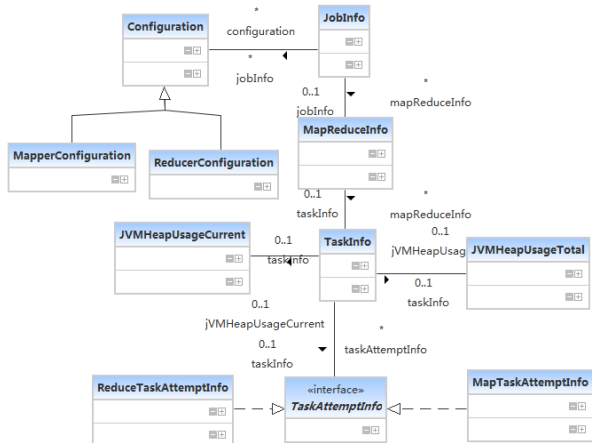 *
Configuration
JobInfo
configuration
*
jobInfo
0..1
jobInfo
*
mapReduceInfo
MapReduceInfo
MapperConfiguration
ReducerConfiguration
0..1
taskInfo
*
mapReduceInfo
JVMHeapUsageCurrent
0..1
taskInfo
TaskInfo
0..1
jVMHeapUsag
JVMHeapUsageTotal
0..1
taskInfo
0..1
jVMHeapUsageCurrent
0..1
taskInfo
*
taskAttemptInfo
ReduceTaskAttemptInfo
«interface»
TaskAttemptInfo
MapTaskAttemptInfo